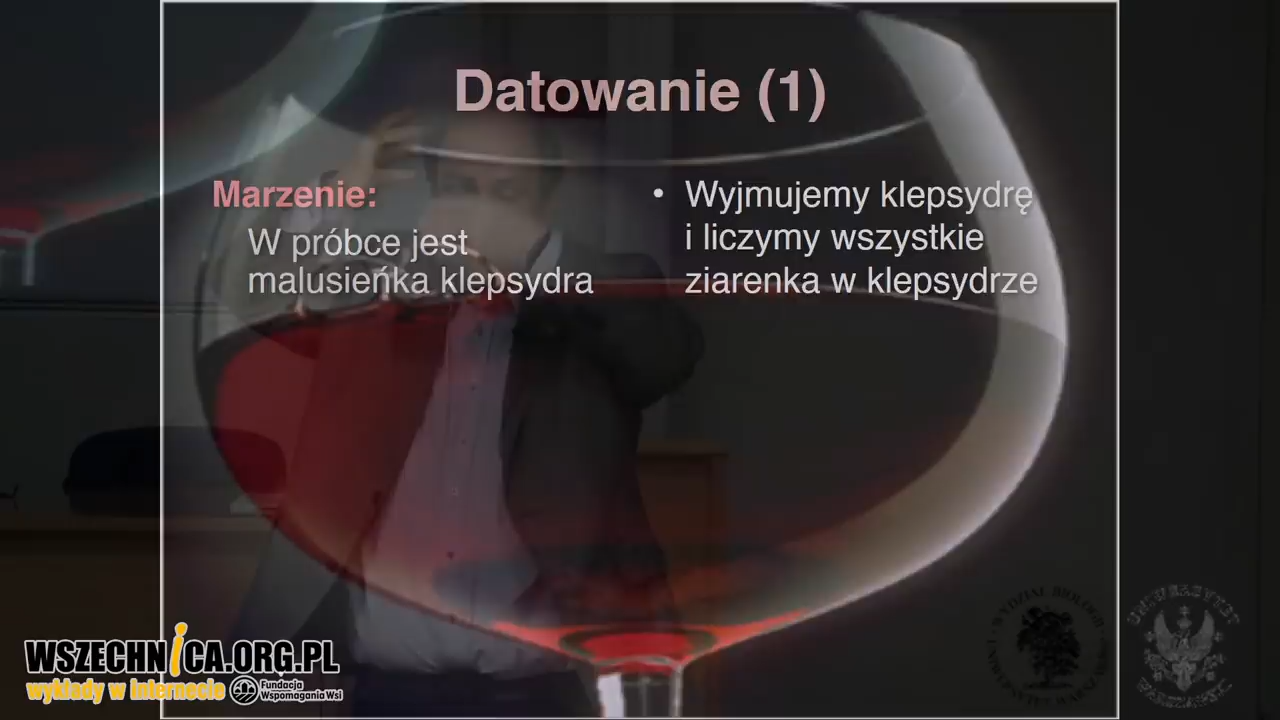 Datowanie (1)
Marzenie:
W próbce jest
malusieńka klepsydra
• Wyjmujemy klepsydrę
i liczymy wszystkie
ziarenka w klepsydrze
WSZECHNICA.ORG.PL
wykłady w internecie
Fundacja
Wspomagania Wsi